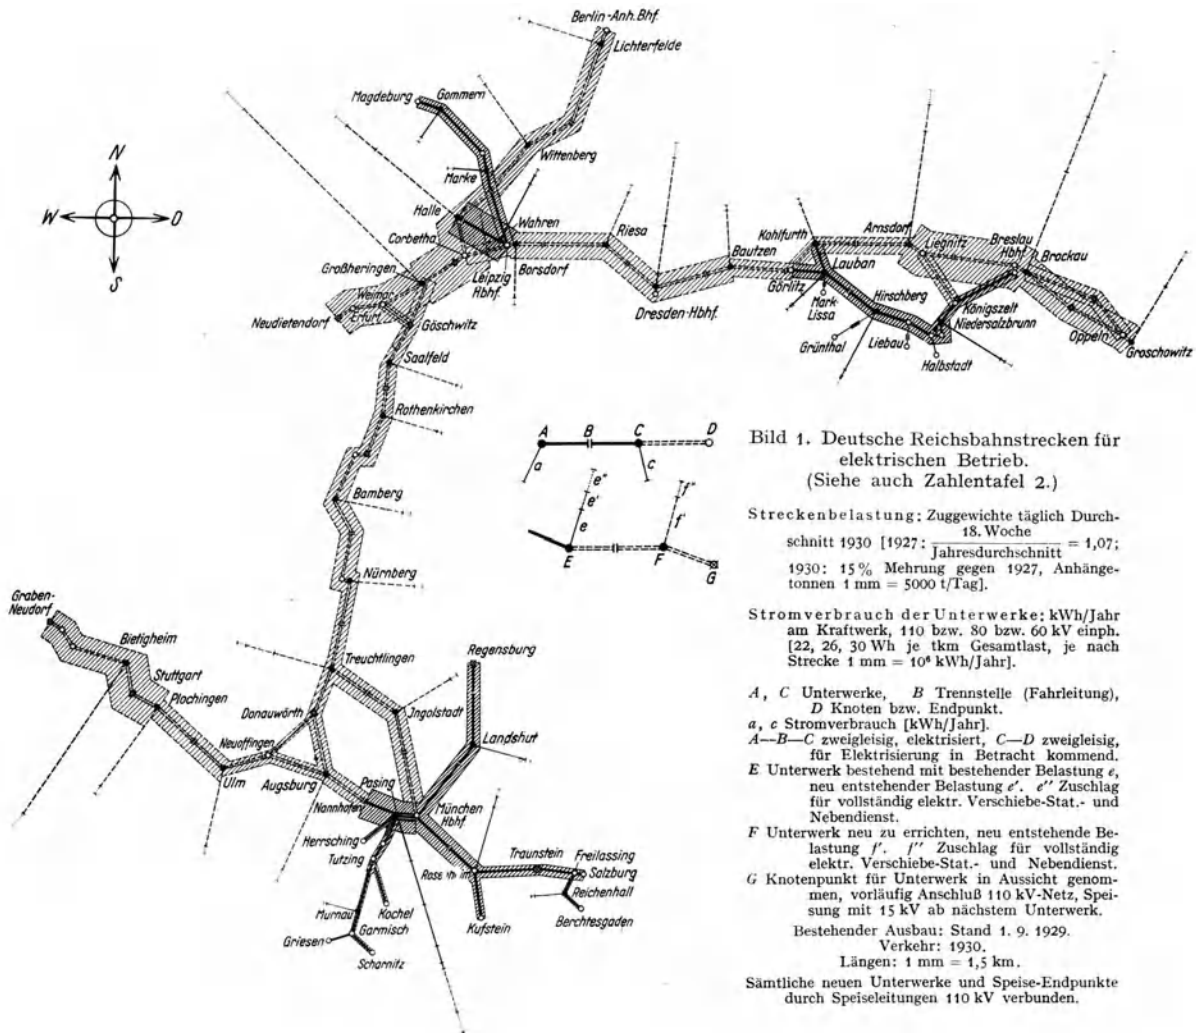 Berlin-Anh. Bhf.
Lichterfelde
Magdeburg
Gommern
Wittenberg
Marke
Halle
Wahren
Corbetha
Leipzig
Hbhf.
Borsdorf
Riesa
Dresden-Hbhf.
Bautzen
Görlitz
Kohlfurth
Lauban
Mark-
Lissa
Arnsdorf
Liegnitz
Breslau
Hbhf
Brockau
Hirschberg
Königszelt
Niedersalzbrunn
Grünthal
Liebau
Halbstadt
Oppeln
Groschowitz
N
W
O
S
Großheringen
Weimar
Erfurt
Neudietendorf
Göschwitz
Saalfeld
Rothenkirchen
Bamberg
Nürnberg
Treuchtlingen
Graben-
Neudorf
Bietigheim
Stuttgart
Plochingen
Ulm
Neuoffingen
Donauwörth
Augsburg
Ingolstadt
Regensburg
Landshut
Nannhofen
Pasing
München
Hbhf.
Herrsching
Tutzing
Kochel
Murnau
Garmisch
Griesen
Scharnitz
Kufstein
Traunstein
Freilassing
Salzburg
Reichenhall
Berchtesgaden
A B C D
a c
e"
e'
e
f"
f'
E F G
Bild 1. Deutsche Reichsbahnstrecken für
elektrischen Betrieb.
(Siehe auch Zahlentafel 2.)
Streckenbelastung: Zuggewichte täglich Durch-
schnitt 1930 [1927: 18. Woche / Jahresdurchschnitt = 1,07;
1930: 15% Mehrung gegen 1927, Anhänge-
tonnen 1 mm = 5000 t/Tag].
Stromverbrauch der Unterwerke: kWh/Jahr
am Kraftwerk, 110 bzw. 80 bzw. 60 kV einph.
[22, 26, 30 Wh je tkm Gesamtlast, je nach
Strecke 1 mm = 10⁶ kWh/Jahr].
A, C Unterwerke, B Trennstelle (Fahrleitung),
D Knoten bzw. Endpunkt.
a, c Stromverbrauch [kWh/Jahr].
A—B—C zweigleisig, elektrisiert, C—D zweigleisig,
für Elektrisierung in Betracht kommend.
E Unterwerk bestehend mit bestehender Belastung e,
neu entstehender Belastung e'. e'' Zuschlag
für vollständig elektr. Verschiebe-Stat.- und
Nebendienst.
F Unterwerk neu zu errichten, neu entstehende Be-
lastung f'. f'' Zuschlag für vollständig
elektr. Verschiebe-Stat.- und Nebendienst.
G Knotenpunkt für Unterwerk in Aussicht genom-
men, vorläufig Anschluß 110 kV-Netz, Spei-
sung mit 15 kV ab nächstem Unterwerk.
Bestehender Ausbau: Stand 1. 9. 1929.
Verkehr: 1930.
Längen: 1 mm = 1,5 km.
Sämtliche neuen Unterwerke und Speise-Endpunkte
durch Speiseleitungen 110 kV verbunden.